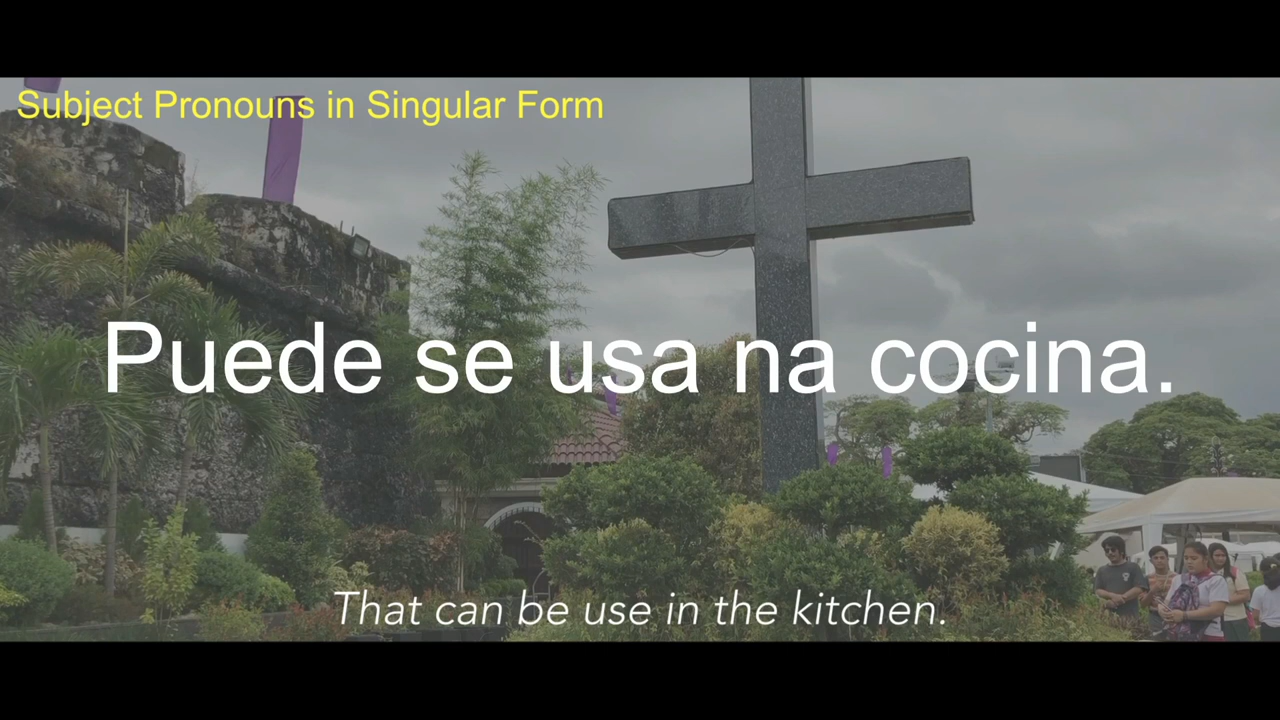 Subject Pronouns in Singular Form
Puede se usa na cocina.
That can be use in the kitchen.